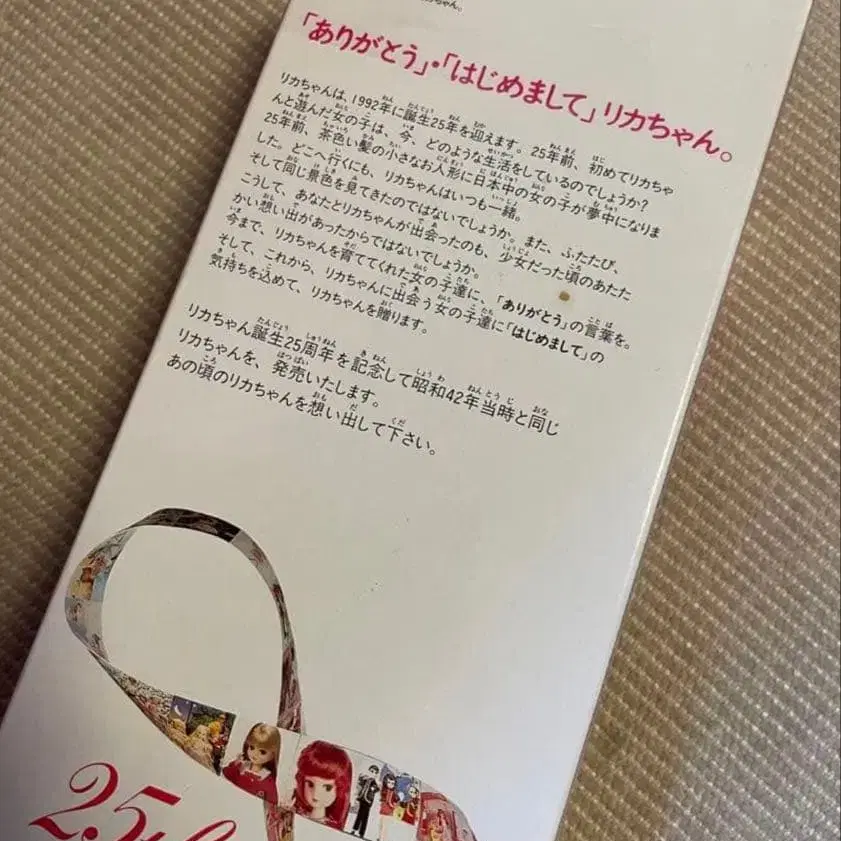 ちゃん。
「ありがとう」・「はじめまして」リカちゃん。
リカちゃんは、1992年に誕生25年を迎えます。25年前、初めてリカちゃ
んと遊んだ女の子は、今、どのような生活をしているのでしょうか?
25年前、茶色い髪の小さなお人形に日本中の女の子が夢中になりま
した。どこへ行くにも、リカちゃんはいつも一緒。
そして同じ景色を見てきたのではないでしょうか。また、ふたたび、
こうして、あなたとリカちゃんが出会ったのも、少女だった頃のあたた
かい想い出があったからではないでしょうか。
今まで、リカちゃんを育ててくれた女の子達に、「ありがとう」の言葉を。
そして、これから、リカちゃんに出会う女の子達に「はじめまして」の
気持ちを込めて、リカちゃんを贈ります。
リカちゃん誕生25周年を記念して昭和42年当時と同じ
リカちゃんを、発売いたします。
あの頃のリカちゃんを想い出して下さい。
25th